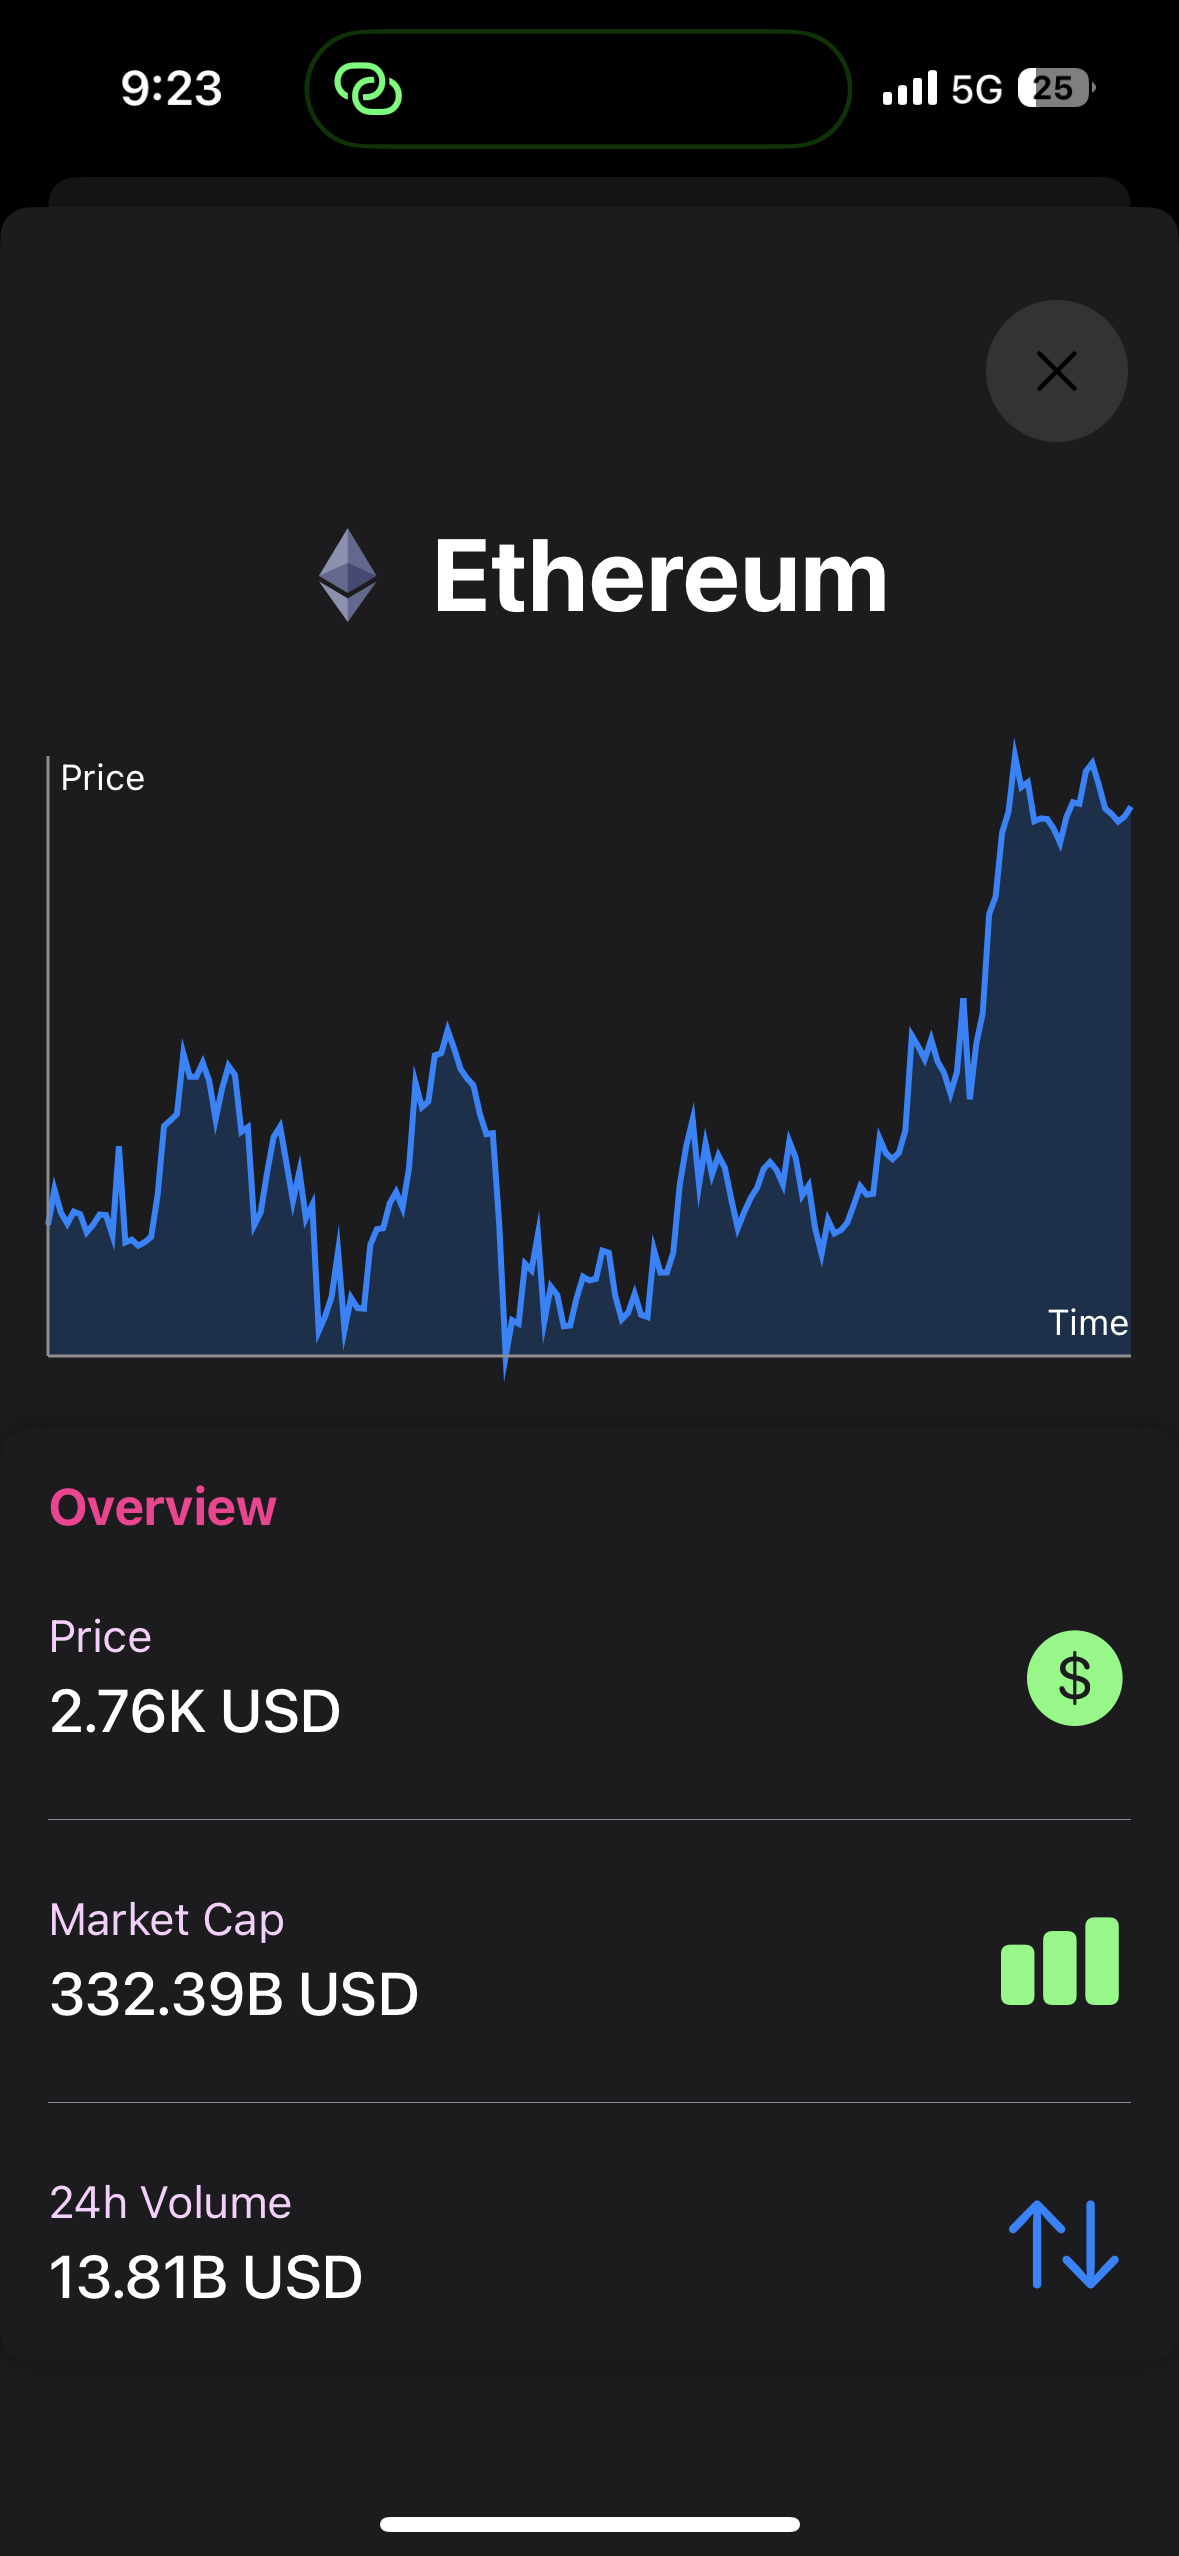 9:23
5G
25
Ethereum
Price
Time
Overview
Price
2.76K USD
$
Market Cap
332.39B USD
24h Volume
13.81B USD